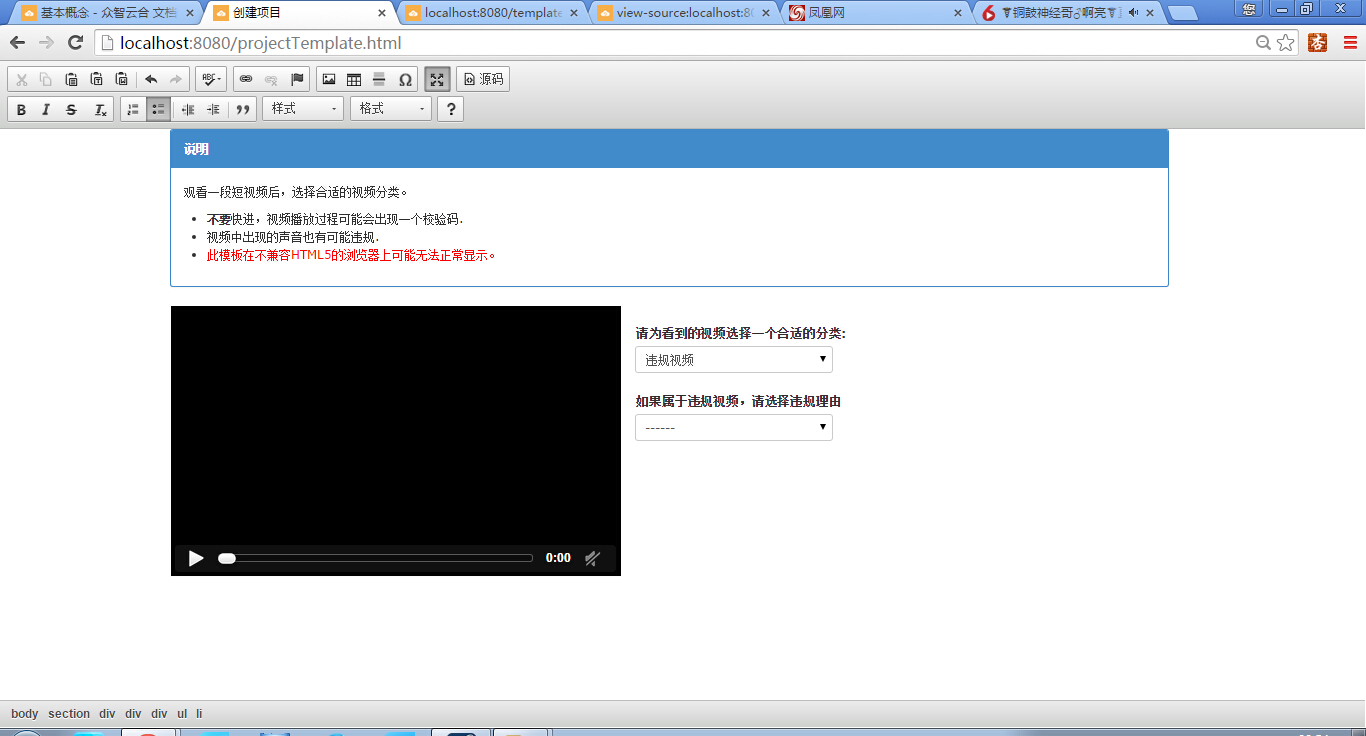 基本概念 - 众智云合 文档
创建项目
localhost:8080/template
view-source:localhost:80
凤凰网
铜鼓神经哥♂啊亮
您
localhost:8080/projectTemplate.html
ABC
源码
B I S Tx
样式
格式
?
说明
观看一段短视频后，选择合适的视频分类。
不要快进，视频播放过程可能会出现一个校验码.
视频中出现的声音也有可能违规.
此模板在不兼容HTML5的浏览器上可能无法正常显示。
请为看到的视频选择一个合适的分类:
违规视频
如果属于违规视频，请选择违规理由
------
0:00
body section div div div ul li